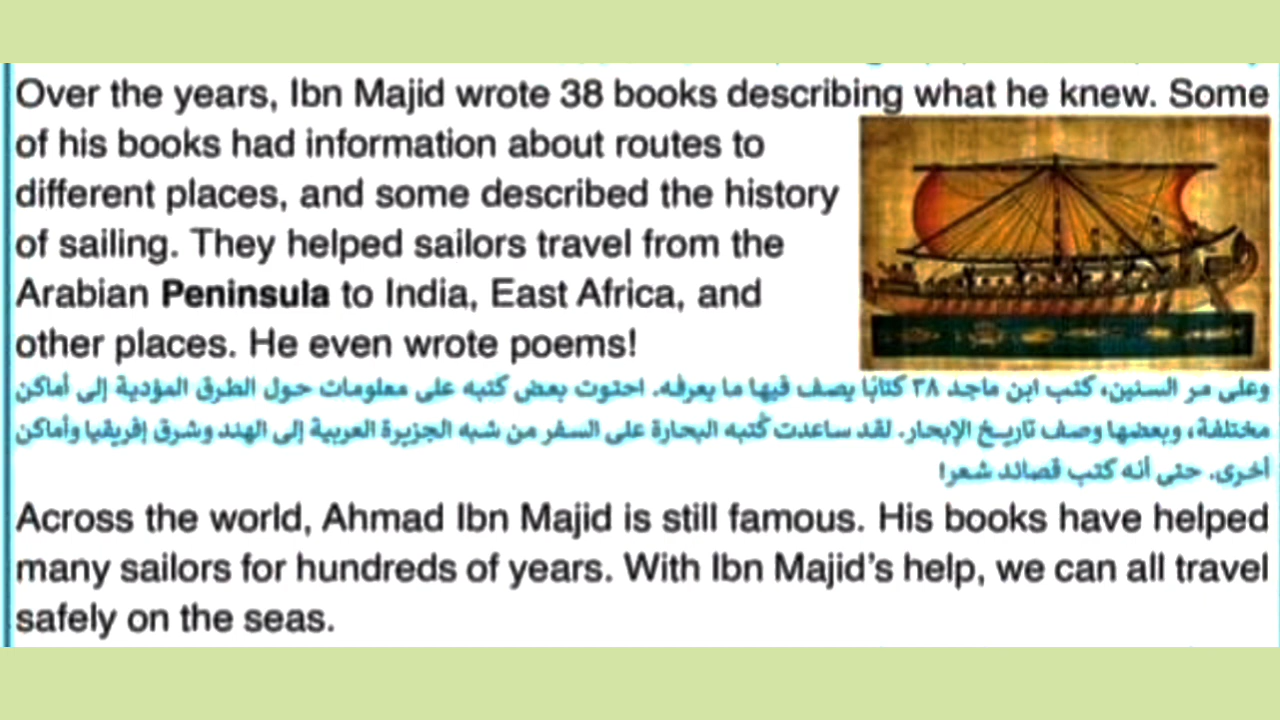 Over the years, Ibn Majid wrote 38 books describing what he knew. Some
of his books had information about routes to
different places, and some described the history
of sailing. They helped sailors travel from the
Arabian Peninsula to India, East Africa, and
other places. He even wrote poems!
وعلى مر السنين، كتب ابن ماجد ٣٨ كتابًا يصف فيها ما يعرفه. احتوت بعض كتبه على معلومات حول الطرق المؤدية إلى أماكن
مختلفة، وبعضها وصف تاريخ الإبحار. لقد ساعدت كُتبه البحارة على السفر من شبه الجزيرة العربية إلى الهند وشرق إفريقيا وأماكن
أخرى. حتى أنه كتب قصائد شعر!
Across the world, Ahmad Ibn Majid is still famous. His books have helped
many sailors for hundreds of years. With Ibn Majid's help, we can all travel
safely on the seas.